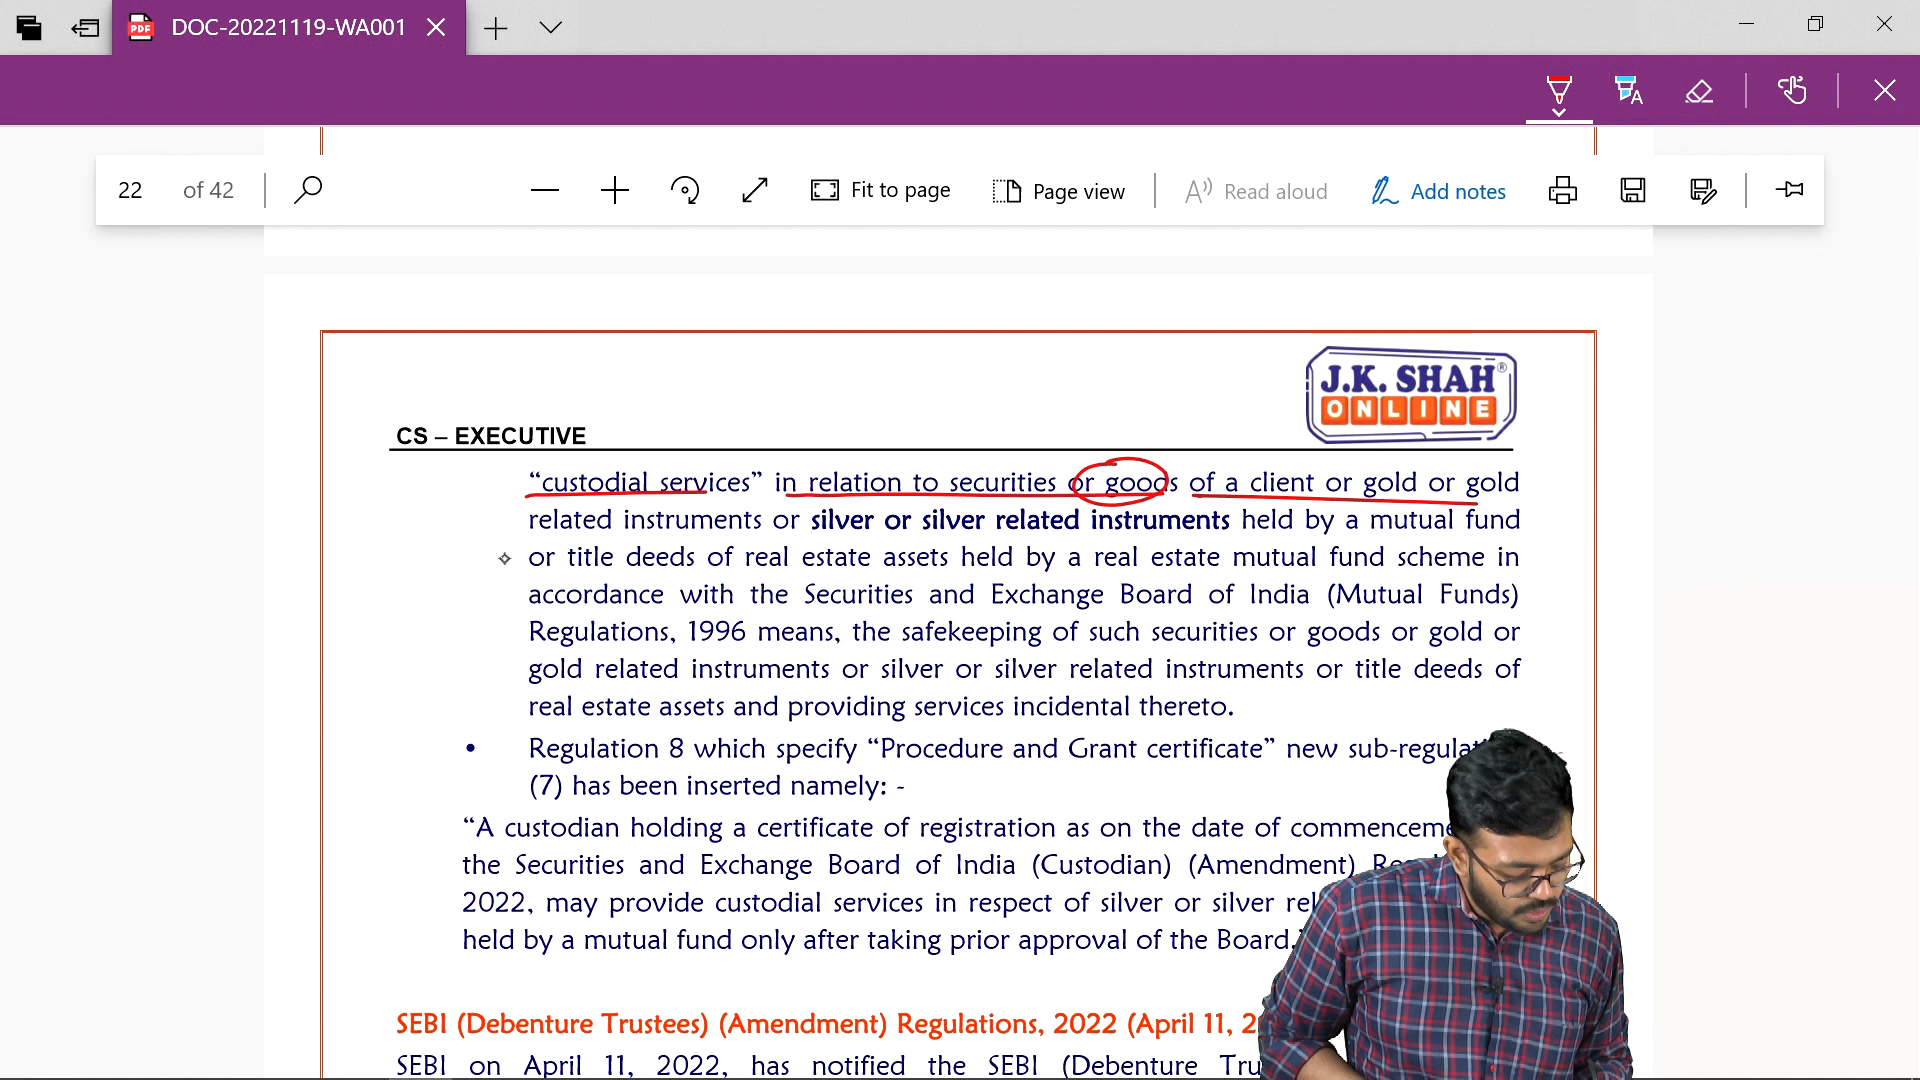 DOC-20221119-WA001
22 of 42 Fit to page Page view Read aloud Add notes
J.K. SHAH®
ONLINE
CS – EXECUTIVE
“custodial services” in relation to securities or goods of a client or gold or gold
related instruments or silver or silver related instruments held by a mutual fund
or title deeds of real estate assets held by a real estate mutual fund scheme in
accordance with the Securities and Exchange Board of India (Mutual Funds)
Regulations, 1996 means, the safekeeping of such securities or goods or gold or
gold related instruments or silver or silver related instruments or title deeds of
real estate assets and providing services incidental thereto.
• Regulation 8 which specify “Procedure and Grant certificate” new
(7) has been inserted namely: -
“A custodian holding a certificate of registration as on the date of
the Securities and Exchange Board of India (Custodian) (Amendment)
2022, may provide custodial services in respect of silver or silver
held by a mutual fund only after taking prior approval of the Board.
SEBI (Debenture Trustees) (Amendment) Regulations, 2022 (April 11,
SEBI on April 11, 2022, has notified the SEBI (Debenture